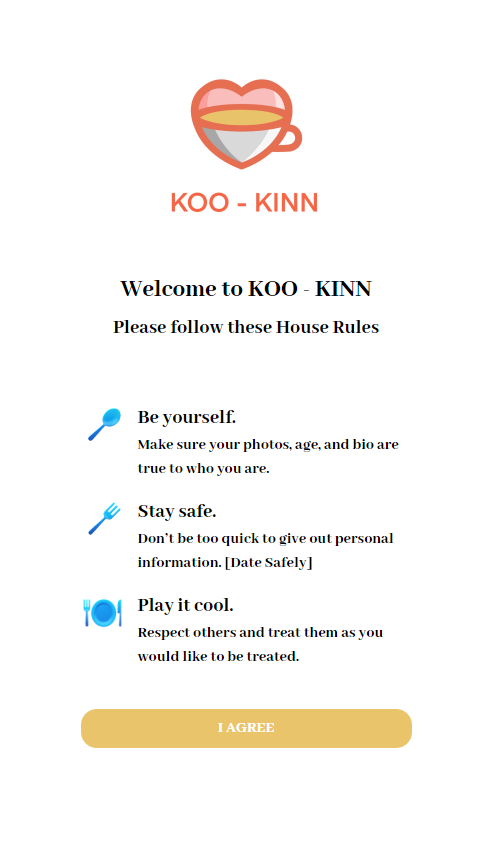 KOO - KINN
Welcome to KOO - KINN
Please follow these House Rules
Be yourself.
Make sure your photos, age, and bio are
true to who you are.
Stay safe.
Don't be too quick to give out personal
information. [Date Safely]
Play it cool.
Respect others and treat them as you
would like to be treated.
I AGREE